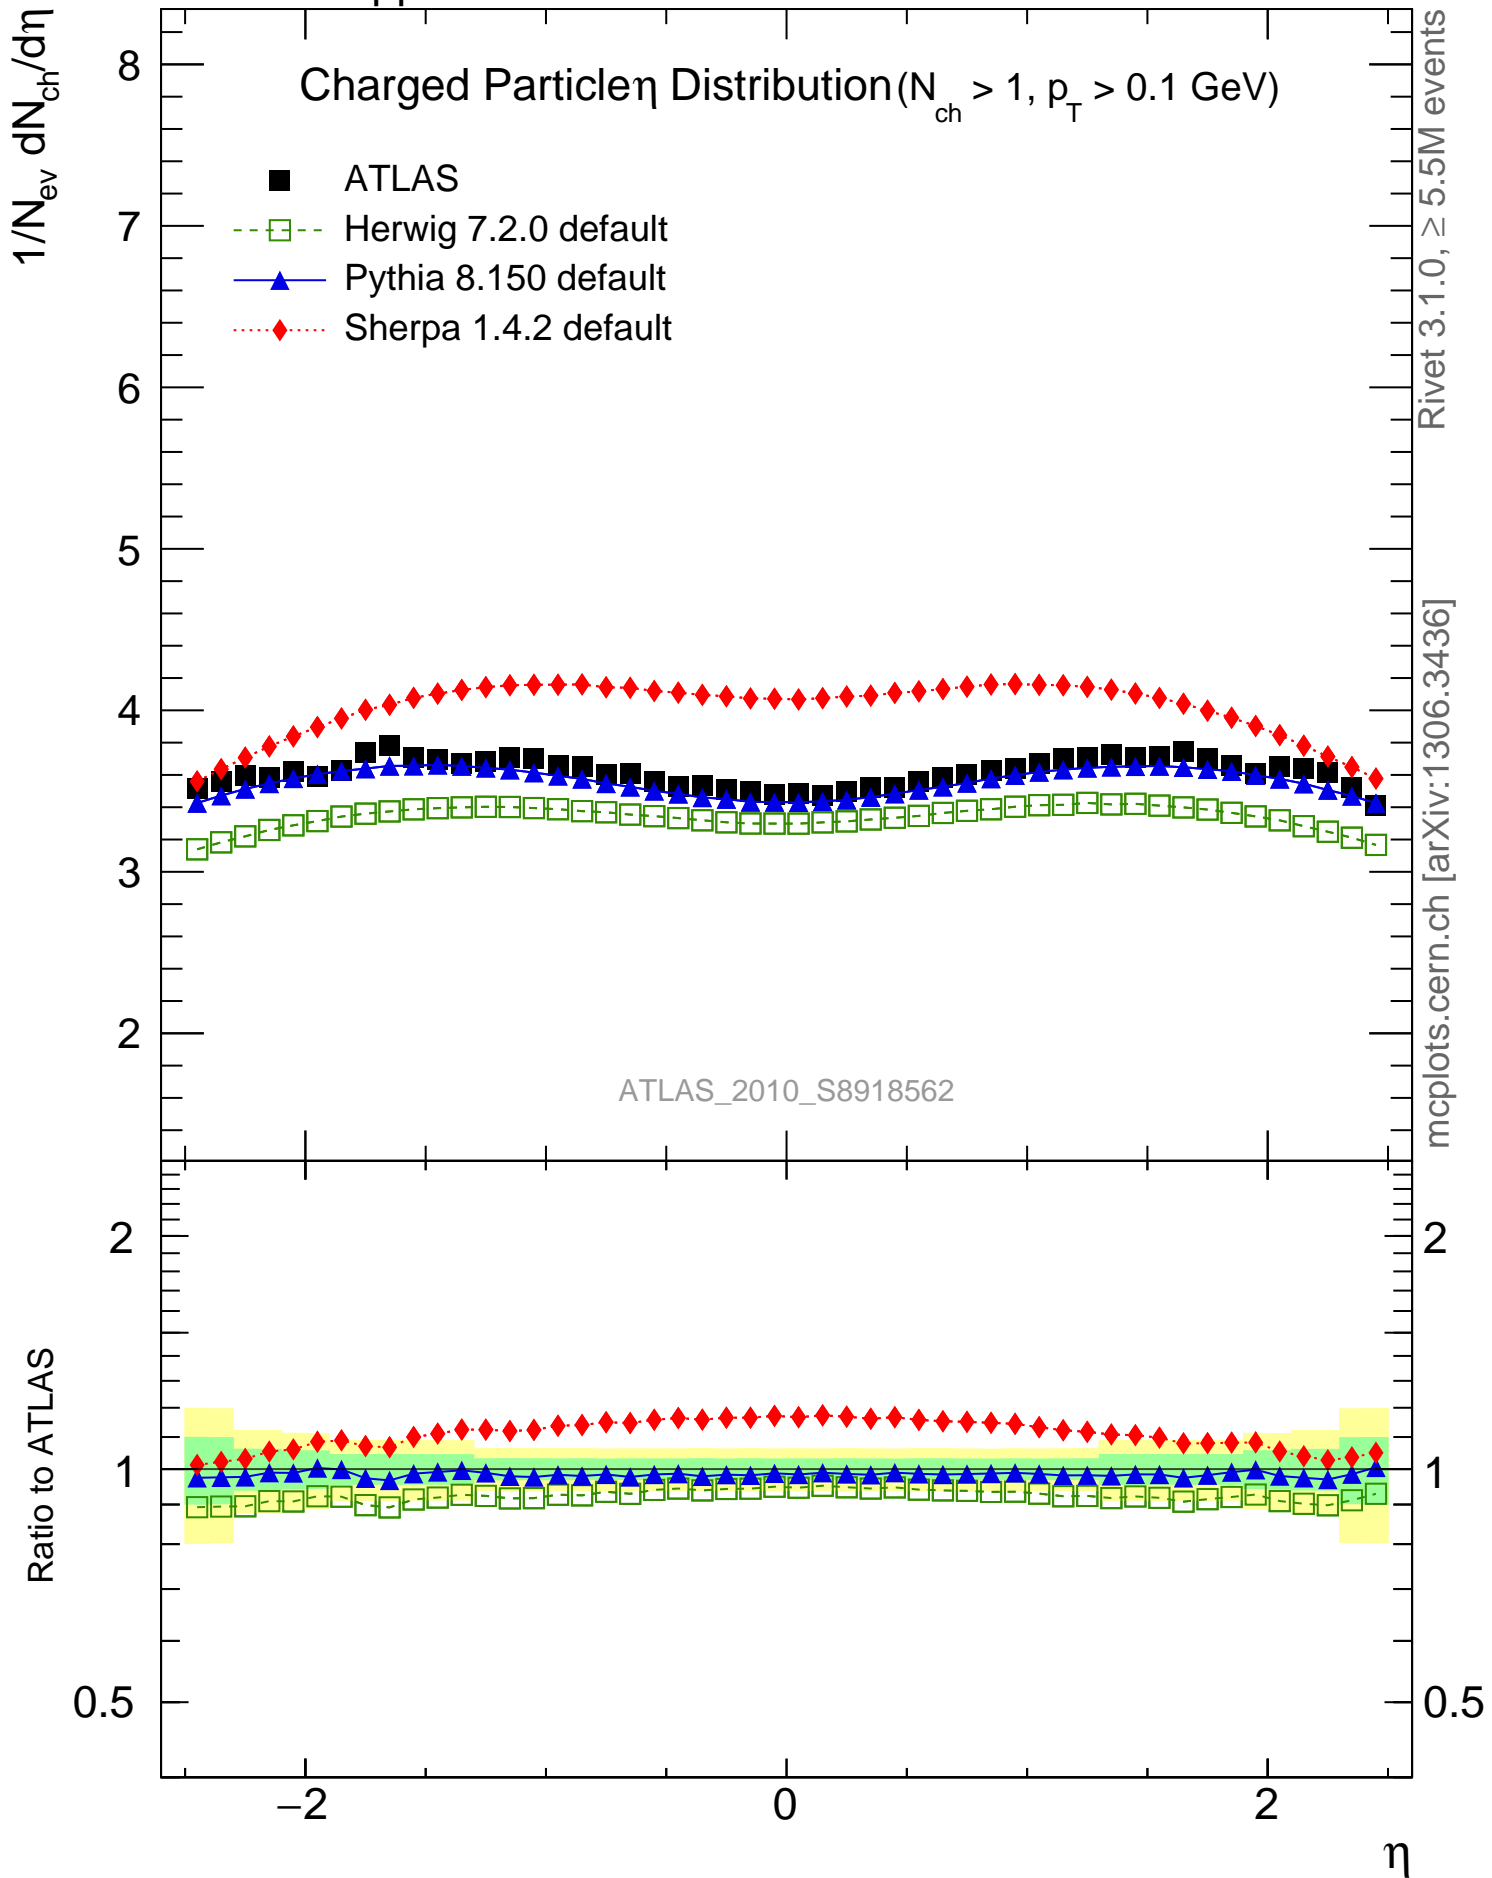 pp
1/N_ev dN_ch/dη
Charged Particleη Distribution(N_ch > 1, p_T > 0.1 GeV)
ATLAS
Herwig 7.2.0 default
Pythia 8.150 default
Sherpa 1.4.2 default
8
7
6
5
4
3
2
ATLAS_2010_S8918562
Rivet 3.1.0, ≥ 5.5M events
mcplots.cern.ch [arXiv:1306.3436]
Ratio to ATLAS
2
1
0.5
2
1
0.5
−2
0
2
η